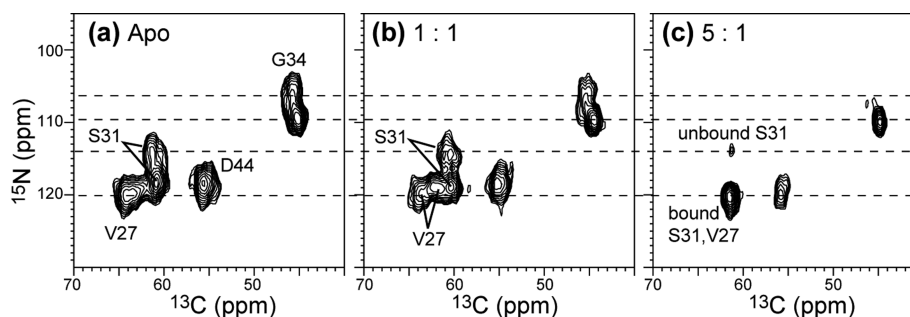 (a) Apo
(b) 1 : 1
(c) 5 : 1
G34
S31
D44
V27
S31
V27
unbound S31
bound
S31,V27
15N (ppm)
100
110
120
70 60 50
70 60 50
70 60 50
13C (ppm)
13C (ppm)
13C (ppm)